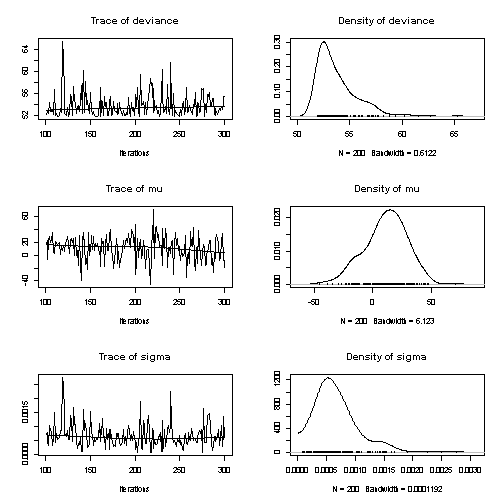 Trace of deviance
Density of deviance
52 56 60 64
0.00 0.10 0.20 0.30
100 150 200 250 300
50 55 60 65
Iterations
N = 200 Bandwidth = 0.6122
Trace of mu
Density of mu
-40 0 20 60
0.000 0.010 0.020
100 150 200 250 300
-50 0 50
Iterations
N = 200 Bandwidth = 6.123
Trace of sigma
Density of sigma
0.0000 0.0015
0 200 600 1200
100 150 200 250 300
0.0000 0.0005 0.0010 0.0015 0.0020 0.0025 0.0030
Iterations
N = 200 Bandwidth = 0.0001192